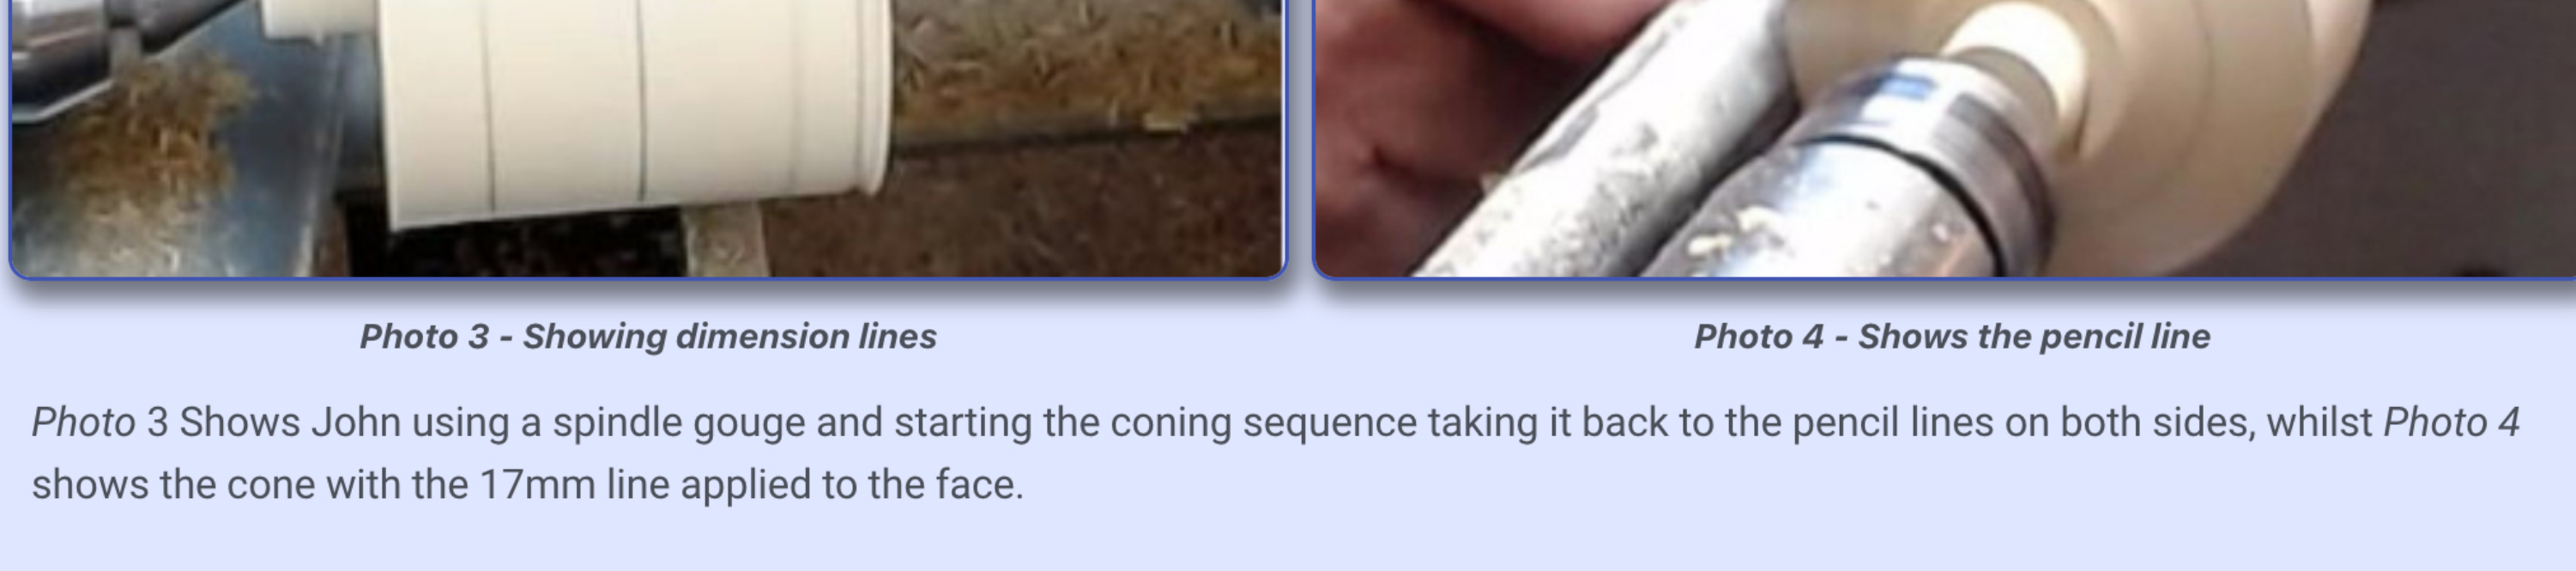 Photo 3 - Showing dimension lines
Photo 4 - Shows the pencil line
Photo 3 Shows John using a spindle gouge and starting the coning sequence taking it back to the pencil lines on both sides, whilst Photo 4
shows the cone with the 17mm line applied to the face.